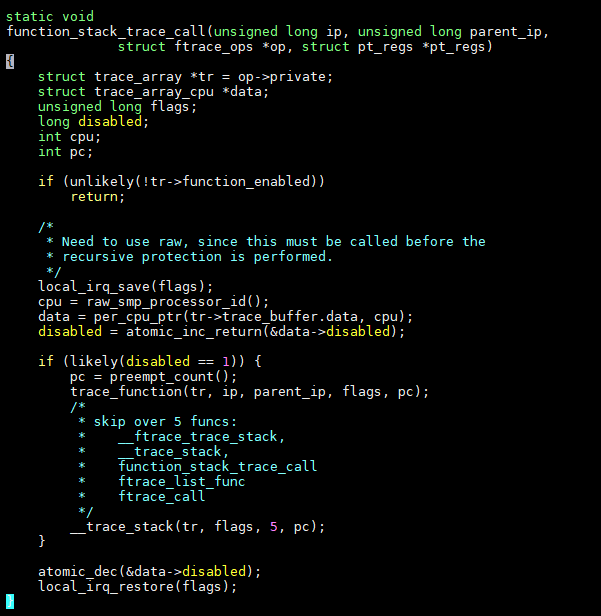 static void
function_stack_trace_call(unsigned long ip, unsigned long parent_ip,
              struct ftrace_ops *op, struct pt_regs *pt_regs)
{
    struct trace_array *tr = op->private;
    struct trace_array_cpu *data;
    unsigned long flags;
    long disabled;
    int cpu;
    int pc;

    if (unlikely(!tr->function_enabled))
        return;

    /*
     * Need to use raw, since this must be called before the
     * recursive protection is performed.
     */
    local_irq_save(flags);
    cpu = raw_smp_processor_id();
    data = per_cpu_ptr(tr->trace_buffer.data, cpu);
    disabled = atomic_inc_return(&data->disabled);

    if (likely(disabled == 1)) {
        pc = preempt_count();
        trace_function(tr, ip, parent_ip, flags, pc);
        /*
         * skip over 5 funcs:
         *    __ftrace_trace_stack,
         *    __trace_stack,
         *    function_stack_trace_call
         *    ftrace_list_func
         *    ftrace_call
         */
        __trace_stack(tr, flags, 5, pc);
    }

    atomic_dec(&data->disabled);
    local_irq_restore(flags);
}